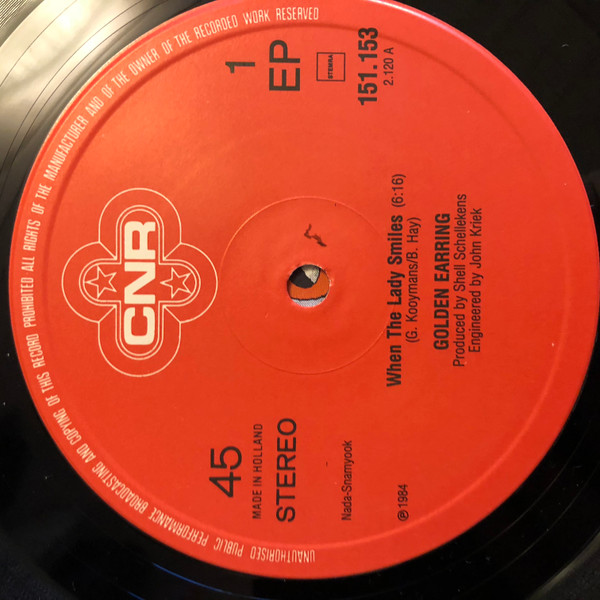 UNAUTHORISED PUBLIC PERFORMANCE BROADCASTING AND COPYING OF THIS RECORD PROHIBITED ALL RIGHTS OF THE MANUFACTURER AND OF THE OWNER OF THE RECORDED WORK RESERVED
CNR
45
MADE IN HOLLAND
STEREO
1
EP
STEMRA
151.153
2.120 A
Nada-Snamyook
℗ 1984
When The Lady Smiles (6:16)
(G. Kooymans/B. Hay)
GOLDEN EARRING
Produced by Shell Schellekens
Engineered by John Kriek